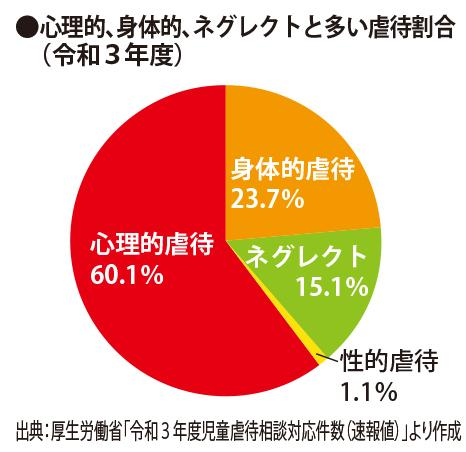 ●心理的、身体的、ネグレクトと多い虐待割合
（令和３年度）
身体的虐待
23.7%
心理的虐待
60.1%
ネグレクト
15.1%
性的虐待
1.1%
出典：厚生労働省「令和３年度児童虐待相談対応件数（速報値）」より作成